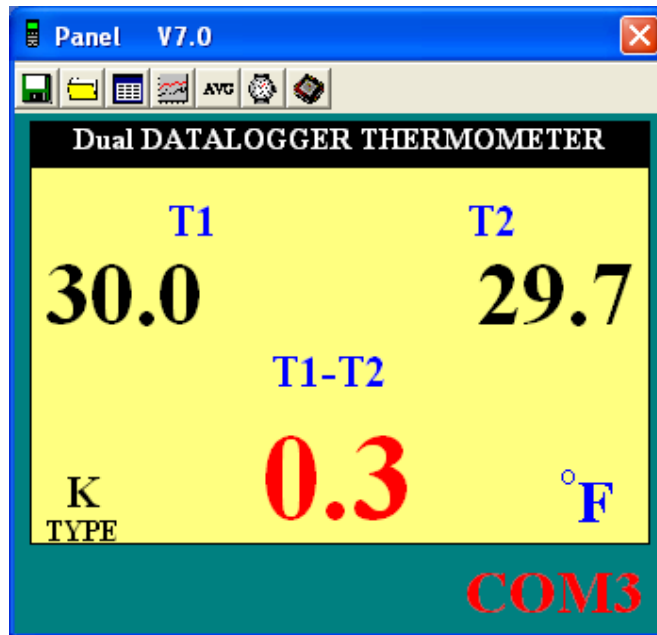 Panel V7.0
AVG
Dual DATALOGGER THERMOMETER
T1 T2
30.0 29.7
T1-T2
0.3
K
TYPE
°F
COM3